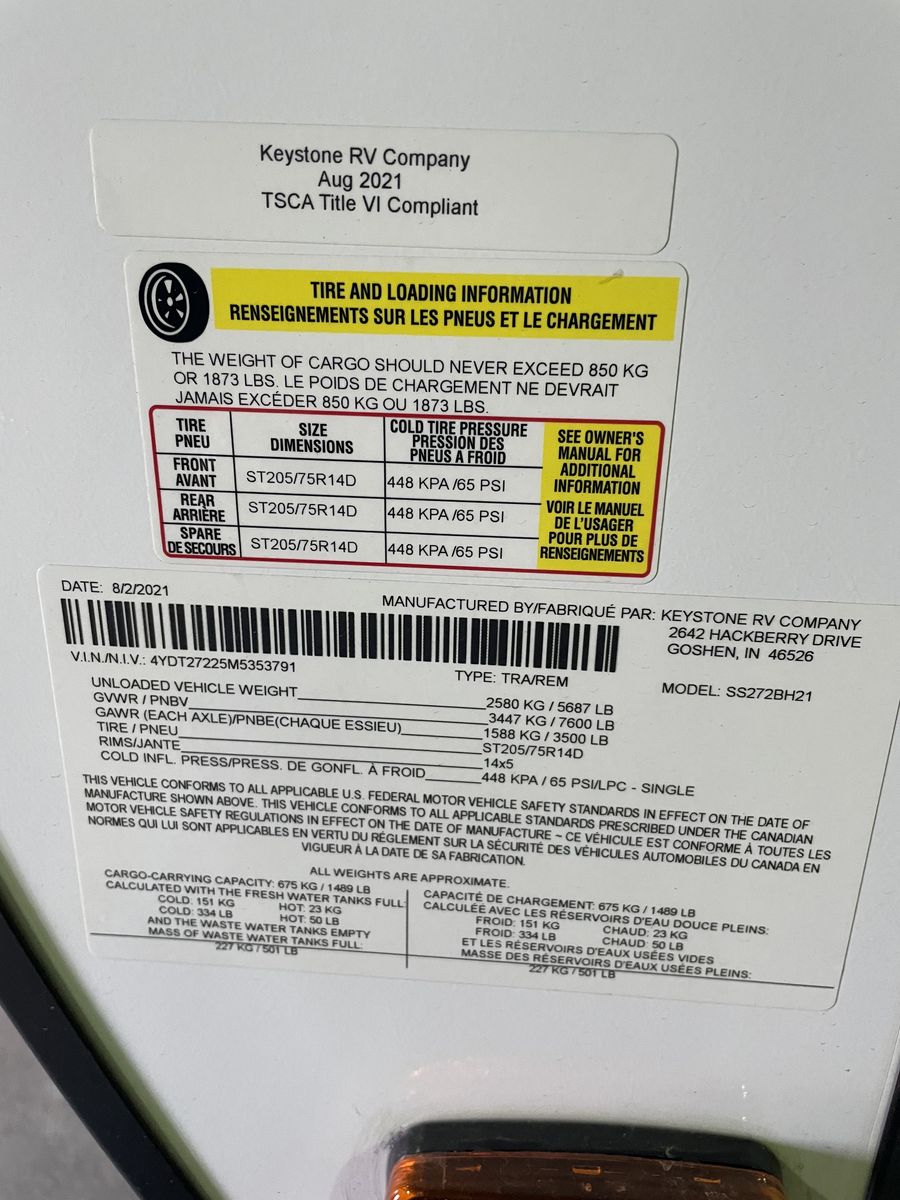 Keystone RV Company
Aug 2021
TSCA Title VI Compliant
TIRE AND LOADING INFORMATION
RENSEIGNEMENTS SUR LES PNEUS ET LE CHARGEMENT
THE WEIGHT OF CARGO SHOULD NEVER EXCEED 850 KG
OR 1873 LBS. LE POIDS DE CHARGEMENT NE DEVRAIT
JAMAIS EXCÉDER 850 KG OU 1873 LBS.
TIRE
PNEU
SIZE
DIMENSIONS
COLD TIRE PRESSURE
PRESSION DES
PNEUS A FROID
FRONT
AVANT
ST205/75R14D
448 KPA /65 PSI
REAR
ARRIÈRE
ST205/75R14D
448 KPA /65 PSI
SPARE
DE SECOURS
ST205/75R14D
448 KPA /65 PSI
SEE OWNER'S
MANUAL FOR
ADDITIONAL
INFORMATION
VOIR LE MANUEL
DE L'USAGER
POUR PLUS DE
RENSEIGNEMENTS
DATE: 8/2/2021
MANUFACTURED BY/FABRIQUÉ PAR: KEYSTONE RV COMPANY
2642 HACKBERRY DRIVE
GOSHEN, IN 46526
V.I.N./N.I.V.: 4YDT27225M5353791
TYPE: TRA/REM
MODEL: SS272BH21
UNLOADED VEHICLE WEIGHT 2580 KG / 5687 LB
GVWR / PNBV 3447 KG / 7600 LB
GAWR (EACH AXLE)/PNBE(CHAQUE ESSIEU) 1588 KG / 3500 LB
TIRE / PNEU ST205/75R14D
RIMS/JANTE 14x5
COLD INFL. PRESS/PRESS. DE GONFL. À FROID 448 KPA / 65 PSI/LPC - SINGLE
THIS VEHICLE CONFORMS TO ALL APPLICABLE U.S. FEDERAL MOTOR VEHICLE SAFETY STANDARDS IN EFFECT ON THE DATE OF
MANUFACTURE SHOWN ABOVE. THIS VEHICLE CONFORMS TO ALL APPLICABLE STANDARDS PRESCRIBED UNDER THE CANADIAN
MOTOR VEHICLE SAFETY REGULATIONS IN EFFECT ON THE DATE OF MANUFACTURE ~ CE VÉHICULE EST CONFORME À TOUTES LES
NORMES QUI LUI SONT APPLICABLES EN VERTU DU RÉGLEMENT SUR LA SÉCURITÉ DES VÉHICULES AUTOMOBILES DU CANADA EN
VIGUEUR À LA DATE DE SA FABRICATION.
ALL WEIGHTS ARE APPROXIMATE.
CARGO-CARRYING CAPACITY: 675 KG / 1489 LB
CALCULATED WITH THE FRESH WATER TANKS FULL:
COLD: 151 KG HOT: 23 KG
COLD: 334 LB HOT: 50 LB
AND THE WASTE WATER TANKS EMPTY
MASS OF WASTE WATER TANKS FULL:
227 KG / 501 LB
CAPACITÉ DE CHARGEMENT: 675 KG / 1489 LB
CALCULÉE AVEC LES RÉSERVOIRS D'EAU DOUCE PLEINS:
FROID: 151 KG CHAUD: 23 KG
FROID: 334 LB CHAUD: 50 LB
ET LES RÉSERVOIRS D'EAUX USÉES VIDES
MASSE DES RÉSERVOIRS D'EAUX USÉES PLEINS:
227 KG / 501 LB